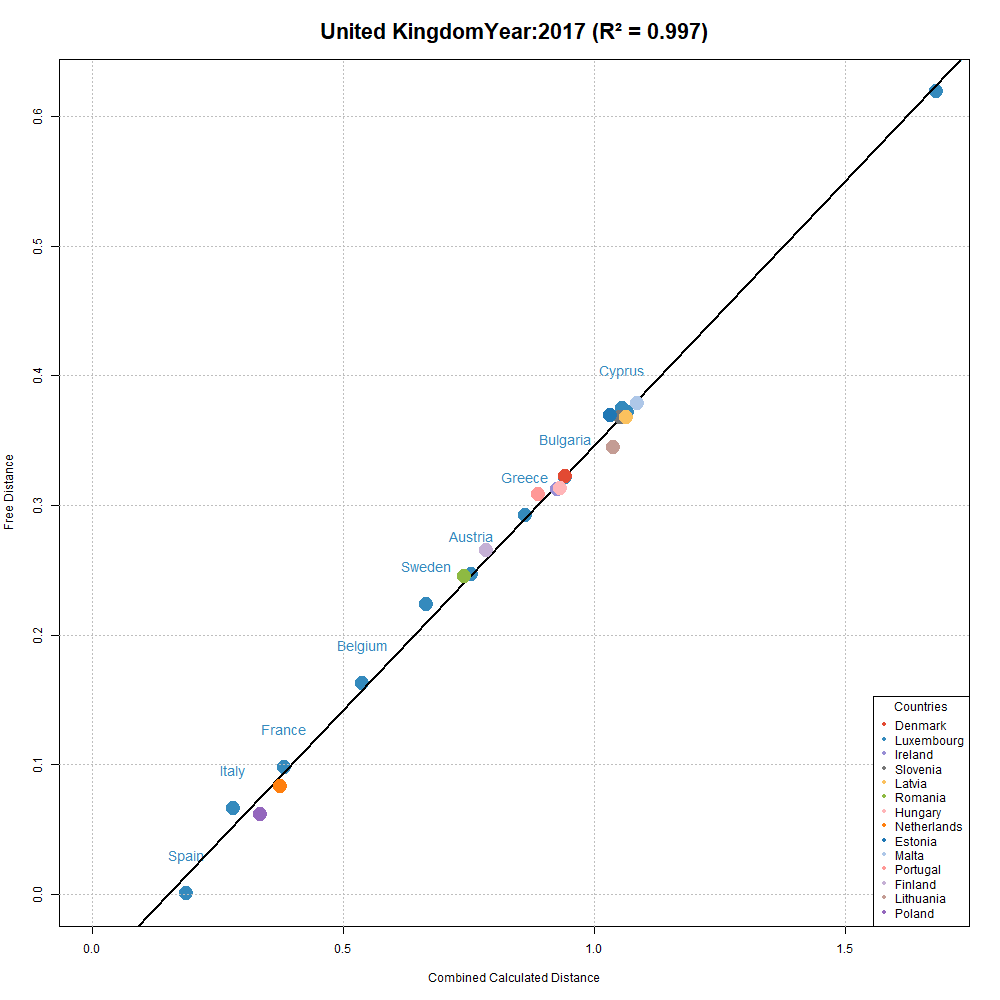 United KingdomYear:2017 (R² = 0.997)
0.6
0.5
0.4
0.3
0.2
0.1
0.0
Free Distance
Cyprus
Bulgaria
Greece
Austria
Sweden
Belgium
France
Italy
Spain
Countries
Denmark
Luxembourg
Ireland
Slovenia
Latvia
Romania
Hungary
Netherlands
Estonia
Malta
Portugal
Finland
Lithuania
Poland
0.0 0.5 1.0 1.5
Combined Calculated Distance